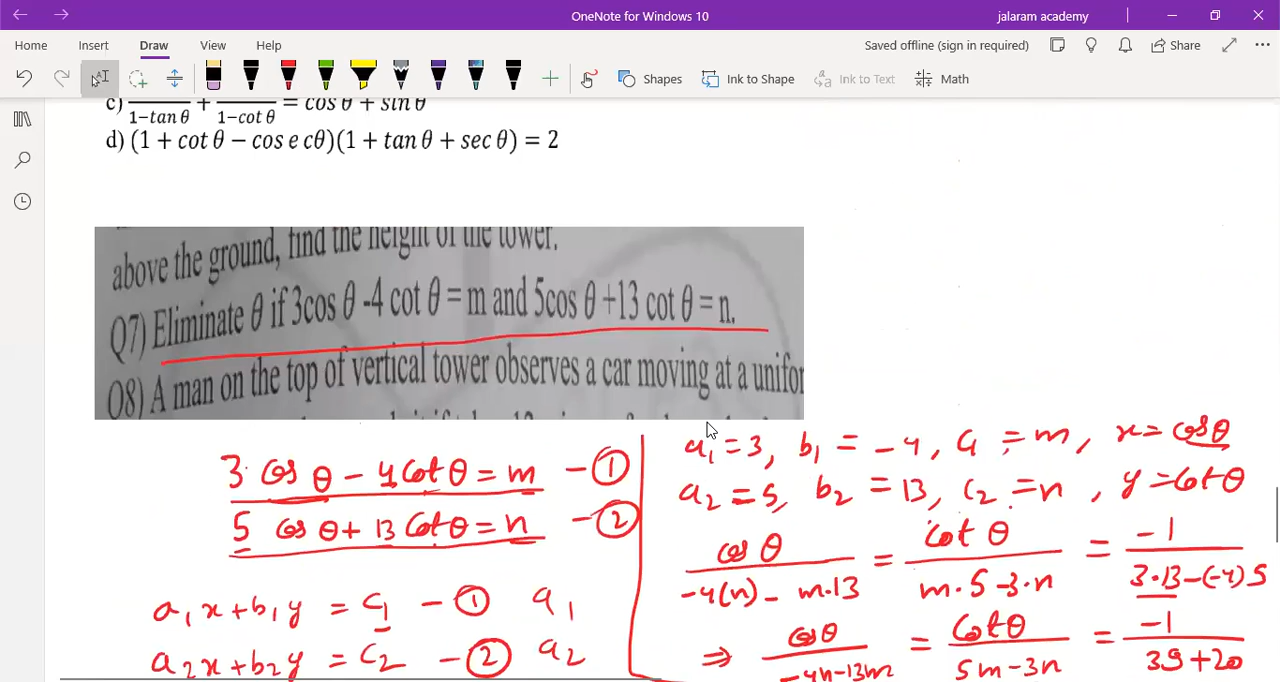 OneNote for Windows 10
jalaram academy
Home Insert Draw View Help
Saved offline (sign in required)
Share
Shapes
Ink to Shape
Ink to Text
Math
c) 1−tan θ + 1−cot θ = cos θ + sin θ
d) (1 + cot θ − cos e cθ)(1 + tan θ + sec θ) = 2
above the ground, find the height of the tower.
Q7) Eliminate θ if 3cos θ -4 cot θ = m and 5cos θ +13 cot θ = n.
Q8) A man on the top of vertical tower observes a car moving at a unifor
3 cos θ − 4 cot θ = m − ①
5 cos θ + 13 cot θ = n − ②
a₁x + b₁y = c₁ − ① a₁
a₂x + b₂y = c₂ − ② a₂
a₁ = 3, b₁ = −4, c₁ = m, x = cos θ
a₂ = 5, b₂ = 13, c₂ = n, y = cot θ
cos θ / −4(n) − m·13 = cot θ / m·5 − 3·n = −1 / 3·13 − (−4)5
⇒ cos θ / −4n−13m = cot θ / 5m−3n = −1 / 39+20